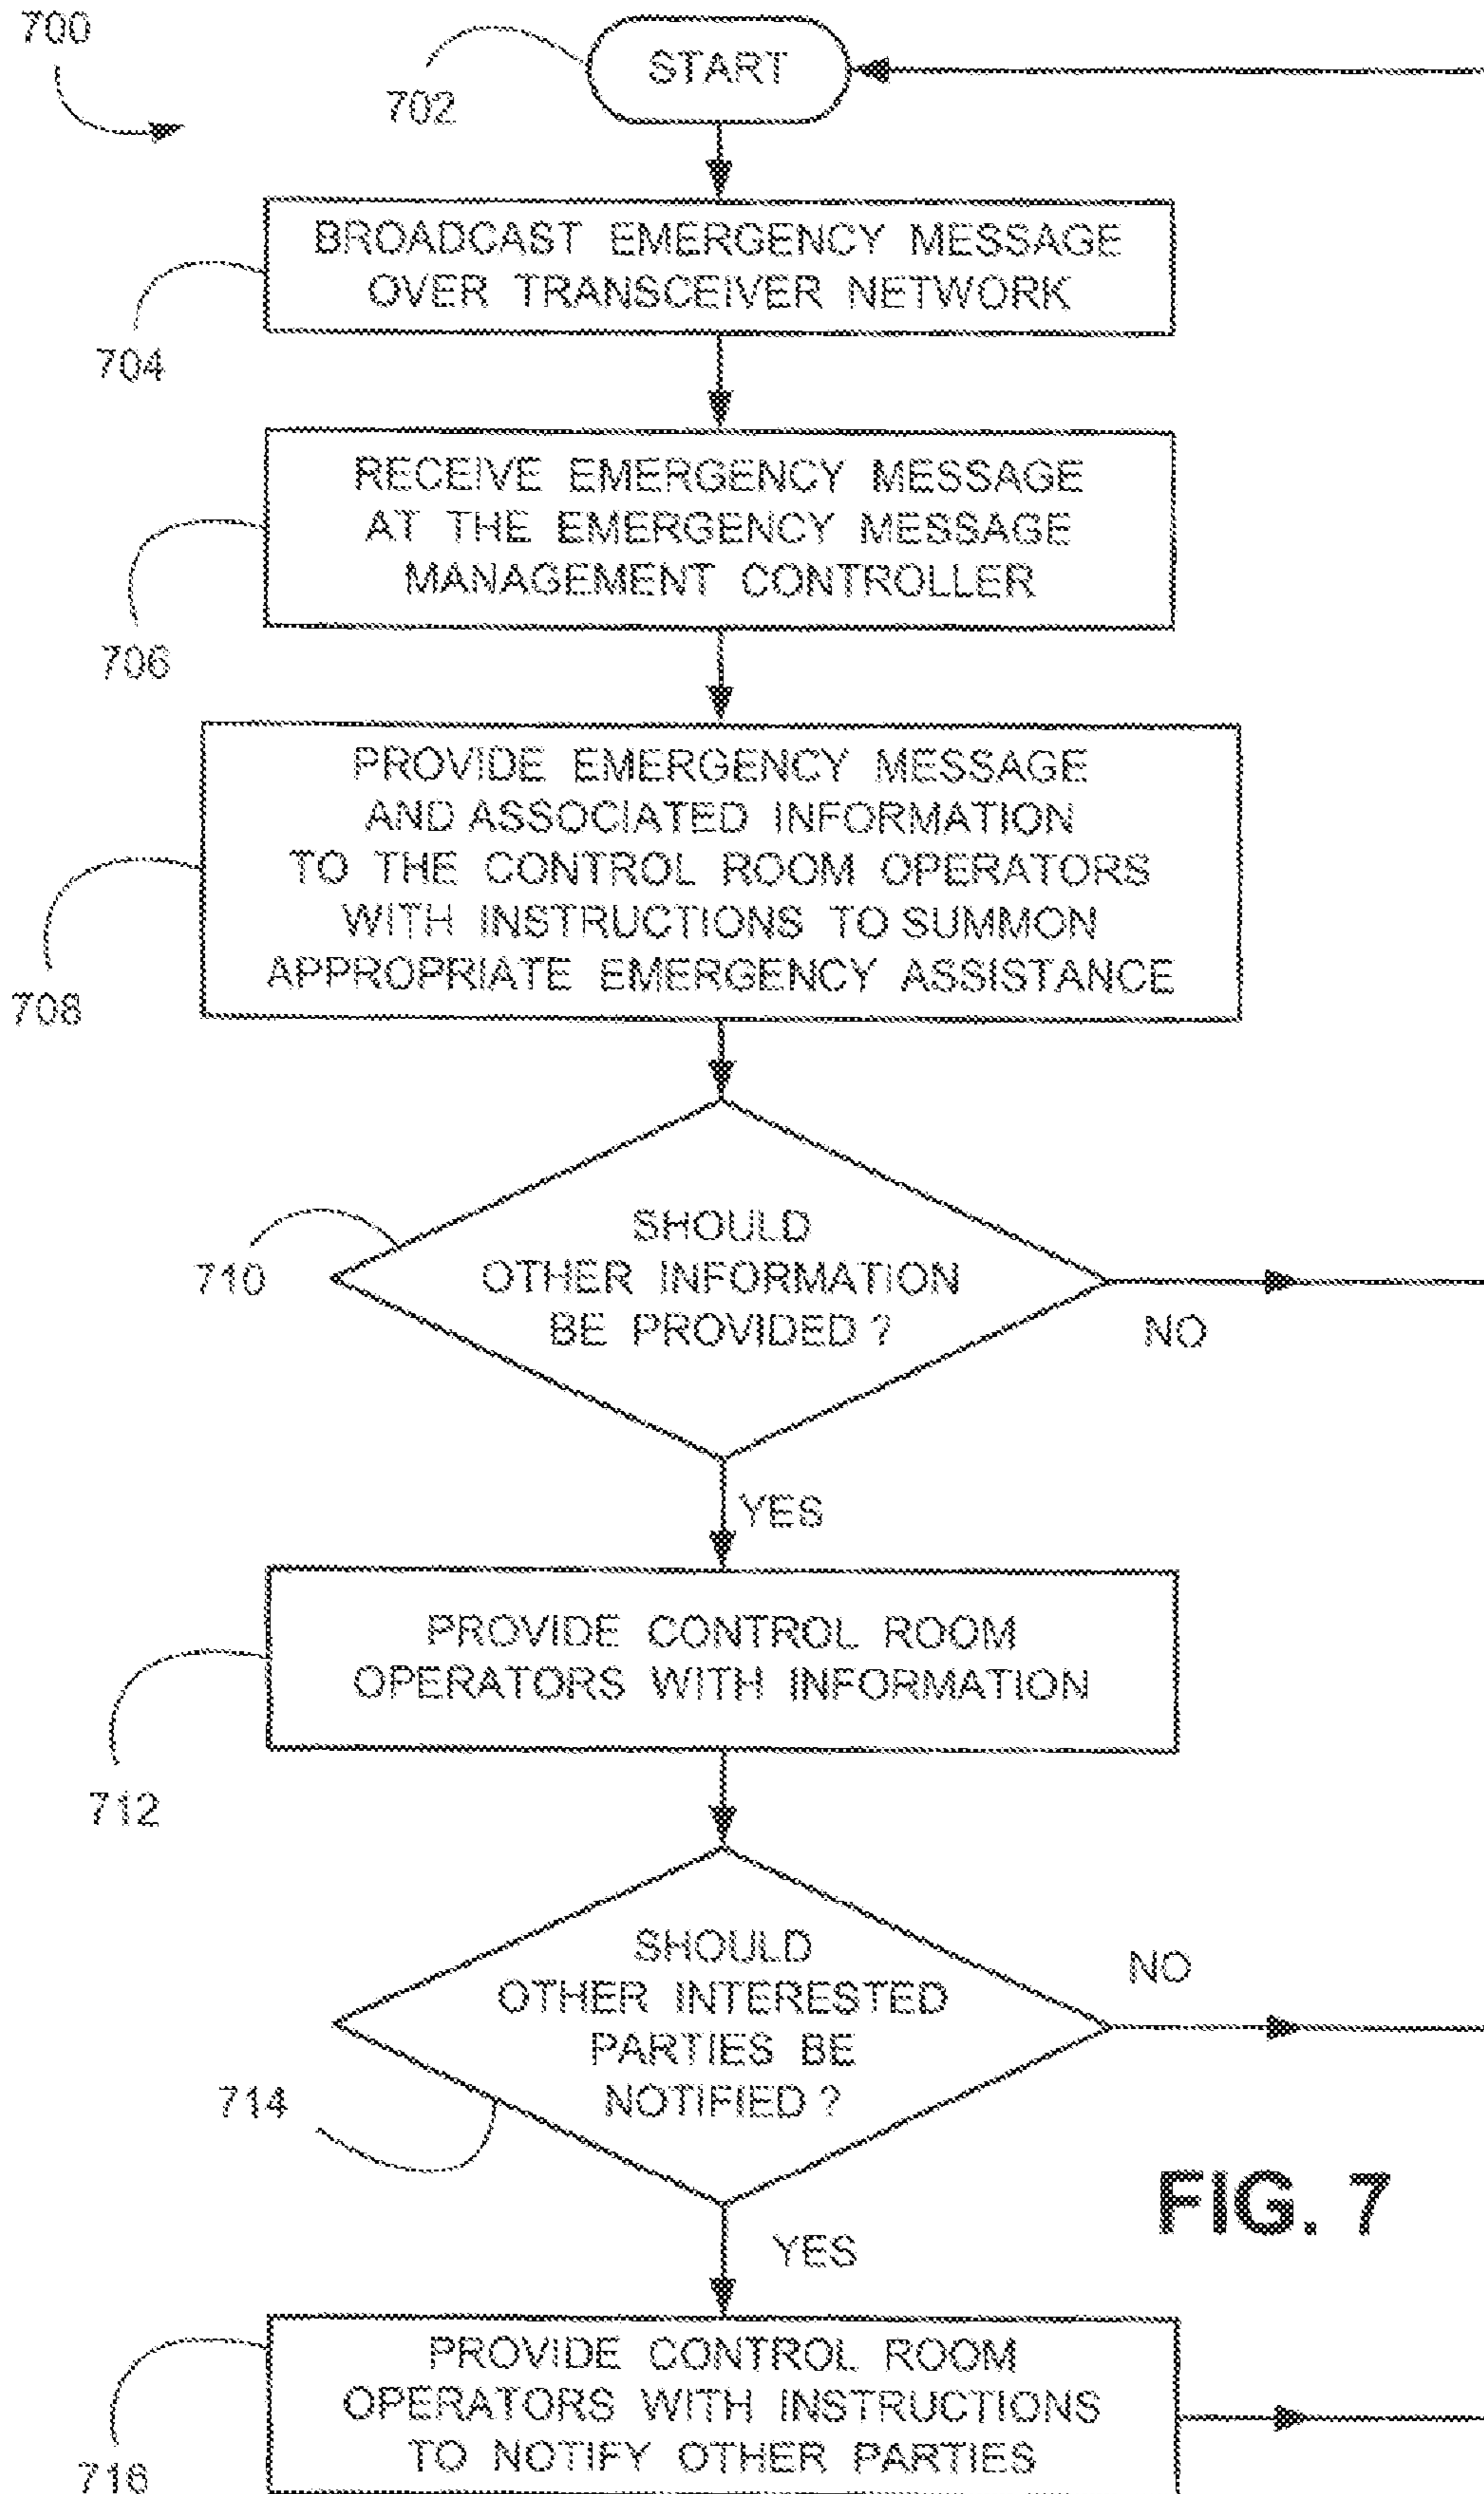 700
START
702
BROADCAST EMERGENCY MESSAGE
OVER TRANSCEIVER NETWORK
704
RECEIVE EMERGENCY MESSAGE
AT THE EMERGENCY MESSAGE
MANAGEMENT CONTROLLER
706
PROVIDE EMERGENCY MESSAGE
AND ASSOCIATED INFORMATION
TO THE CONTROL ROOM OPERATORS
WITH INSTRUCTIONS TO SUMMON
APPROPRIATE EMERGENCY ASSISTANCE
708
SHOULD
OTHER INFORMATION
BE PROVIDED ?
710
NO
YES
PROVIDE CONTROL ROOM
OPERATORS WITH INFORMATION
712
SHOULD
OTHER INTERESTED
PARTIES BE
NOTIFIED ?
NO
714
FIG. 7
YES
PROVIDE CONTROL ROOM
OPERATORS WITH INSTRUCTIONS
TO NOTIFY OTHER PARTIES
716